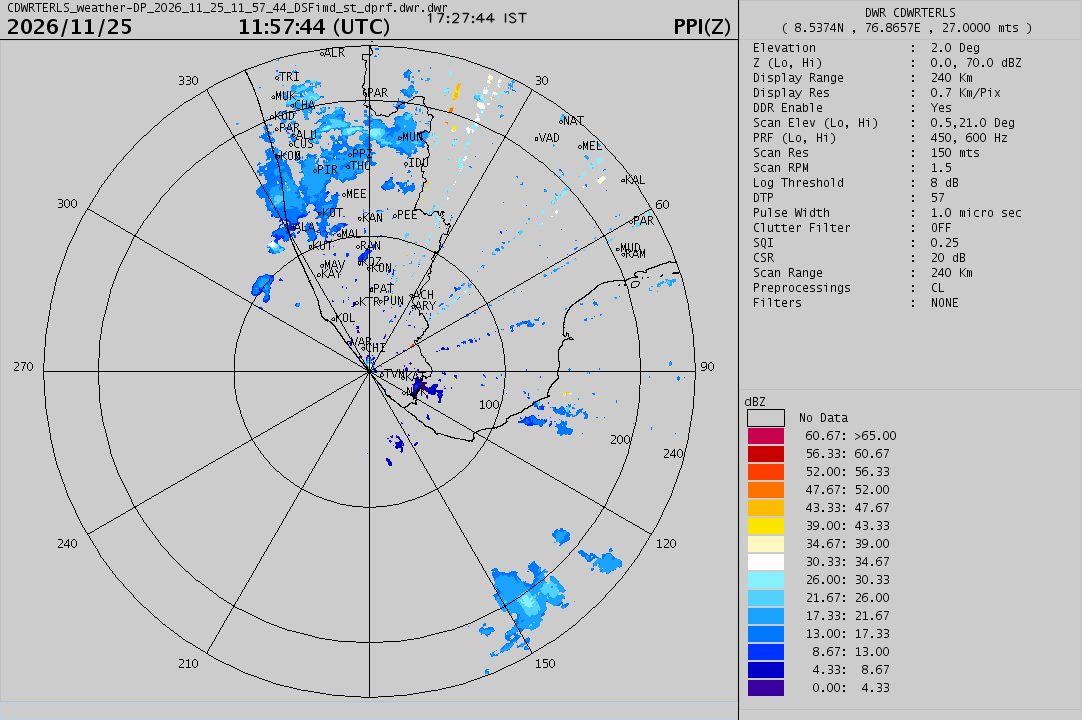 CDWRTERLS_weather-DP_2026_11_25_11_57_44_DSFimd_st_dprf.dwr.dwr
2026/11/25 11:57:44 (UTC) 17:27:44 IST PPI(Z)
DWR CDWRTERLS
( 8.5374N , 76.8657E , 27.0000 mts )
Elevation : 2.0 Deg
Z (Lo, Hi) : 0.0, 70.0 dBZ
Display Range : 240 Km
Display Res : 0.7 Km/Pix
DDR Enable : Yes
Scan Elev (Lo, Hi) : 0.5,21.0 Deg
PRF (Lo, Hi) : 450, 600 Hz
Scan Res : 150 mts
Scan RPM : 1.5
Log Threshold : 8 dB
DTP : 57
Pulse Width : 1.0 micro sec
Clutter Filter : OFF
SQI : 0.25
CSR : 20 dB
Scan Range : 240 Km
Preprocessings : CL
Filters : NONE
dBZ
No Data
60.67: >65.00
56.33: 60.67
52.00: 56.33
47.67: 52.00
43.33: 47.67
39.00: 43.33
34.67: 39.00
30.33: 34.67
26.00: 30.33
21.67: 26.00
17.33: 21.67
13.00: 17.33
8.67: 13.00
4.33: 8.67
0.00: 4.33
ALR
330 TRI 30
MUK PAR
CHA
KOD NAT
PAR
ALU MUN VAD
CUS MEL
PPZ
THO IDU
PIR KAL
MEE
300 60
KOT KAN PEE PAR
MAL
KUT RAN MUD
KAM
KOZ
MAV KON
KAY
PAT
KTR PUN ACH
ARY
KOL
VAR
CHI
270 TVM 90
100
200
240
240 120
210 150